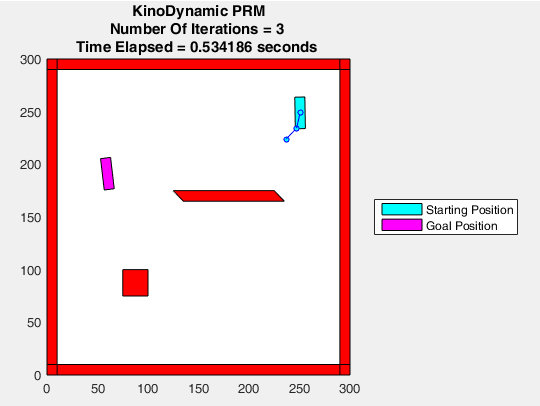 KinoDynamic PRM
Number Of Iterations = 3
Time Elapsed = 0.534186 seconds
300
250
200
150
100
50
0
0 50 100 150 200 250 300
Starting Position
Goal Position